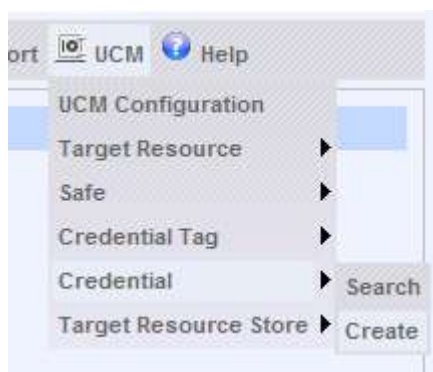 ort UCM Help
UCM Configuration
Target Resource
Safe
Credential Tag
Credential
Search
Target Resource Store
Create